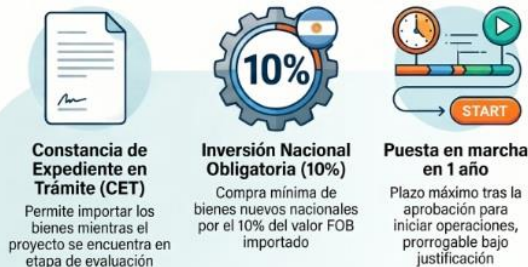 Constancia de
Expediente en
Trámite (CET)
Permite importar los
bienes mientras el
proyecto se encuentra en
etapa de evaluación
10%
Inversión Nacional
Obligatoria (10%)
Compra mínima de
bienes nuevos nacionales
por el 10% del valor FOB
importado
START
Puesta en marcha
en 1 año
Plazo máximo tras la
aprobación para
iniciar operaciones,
prorrogable bajo
justificación